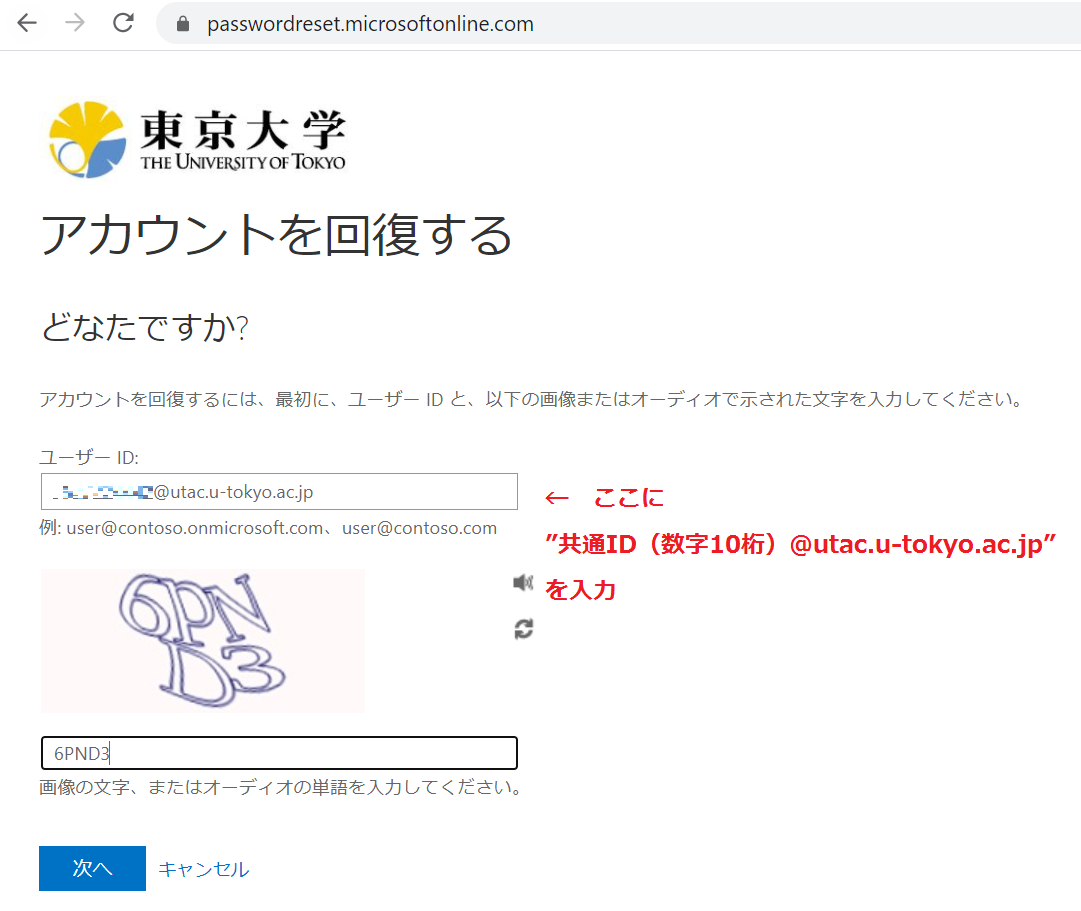 passwordreset.microsoftonline.com
東京大学
THE UNIVERSITY OF TOKYO
アカウントを回復する
どなたですか?
アカウントを回復するには、最初に、ユーザー ID と、以下の画像またはオーディオで示された文字を入力してください。
ユーザー ID:
@utac.u-tokyo.ac.jp
← ここに
例: user@contoso.onmicrosoft.com、user@contoso.com
”共通ID（数字10桁）@utac.u-tokyo.ac.jp”
を入力
6PN
D3
6PND3
画像の文字、またはオーディオの単語を入力してください。
次へ キャンセル